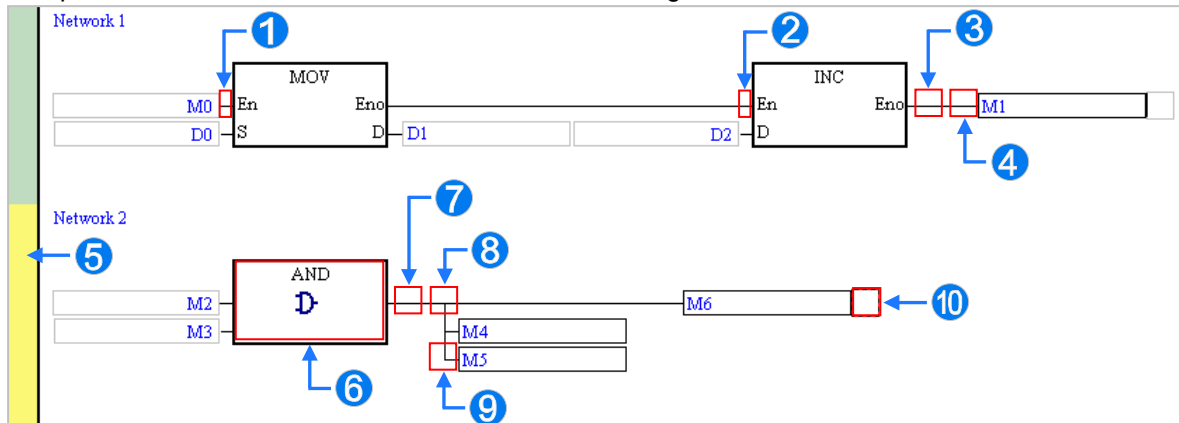 Network 1
1 2 3
MOV INC
M0 En Eno En Eno M1
D0 S D D1 D2 D
4
Network 2
7
5 8
AND
M2 M6 10
M3 M4
M5
6 9